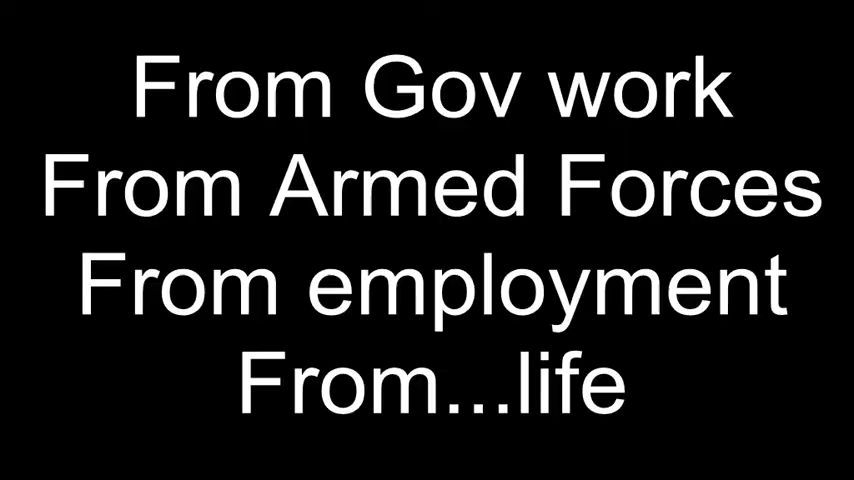 From Gov work
From Armed Forces
From employment
From...life